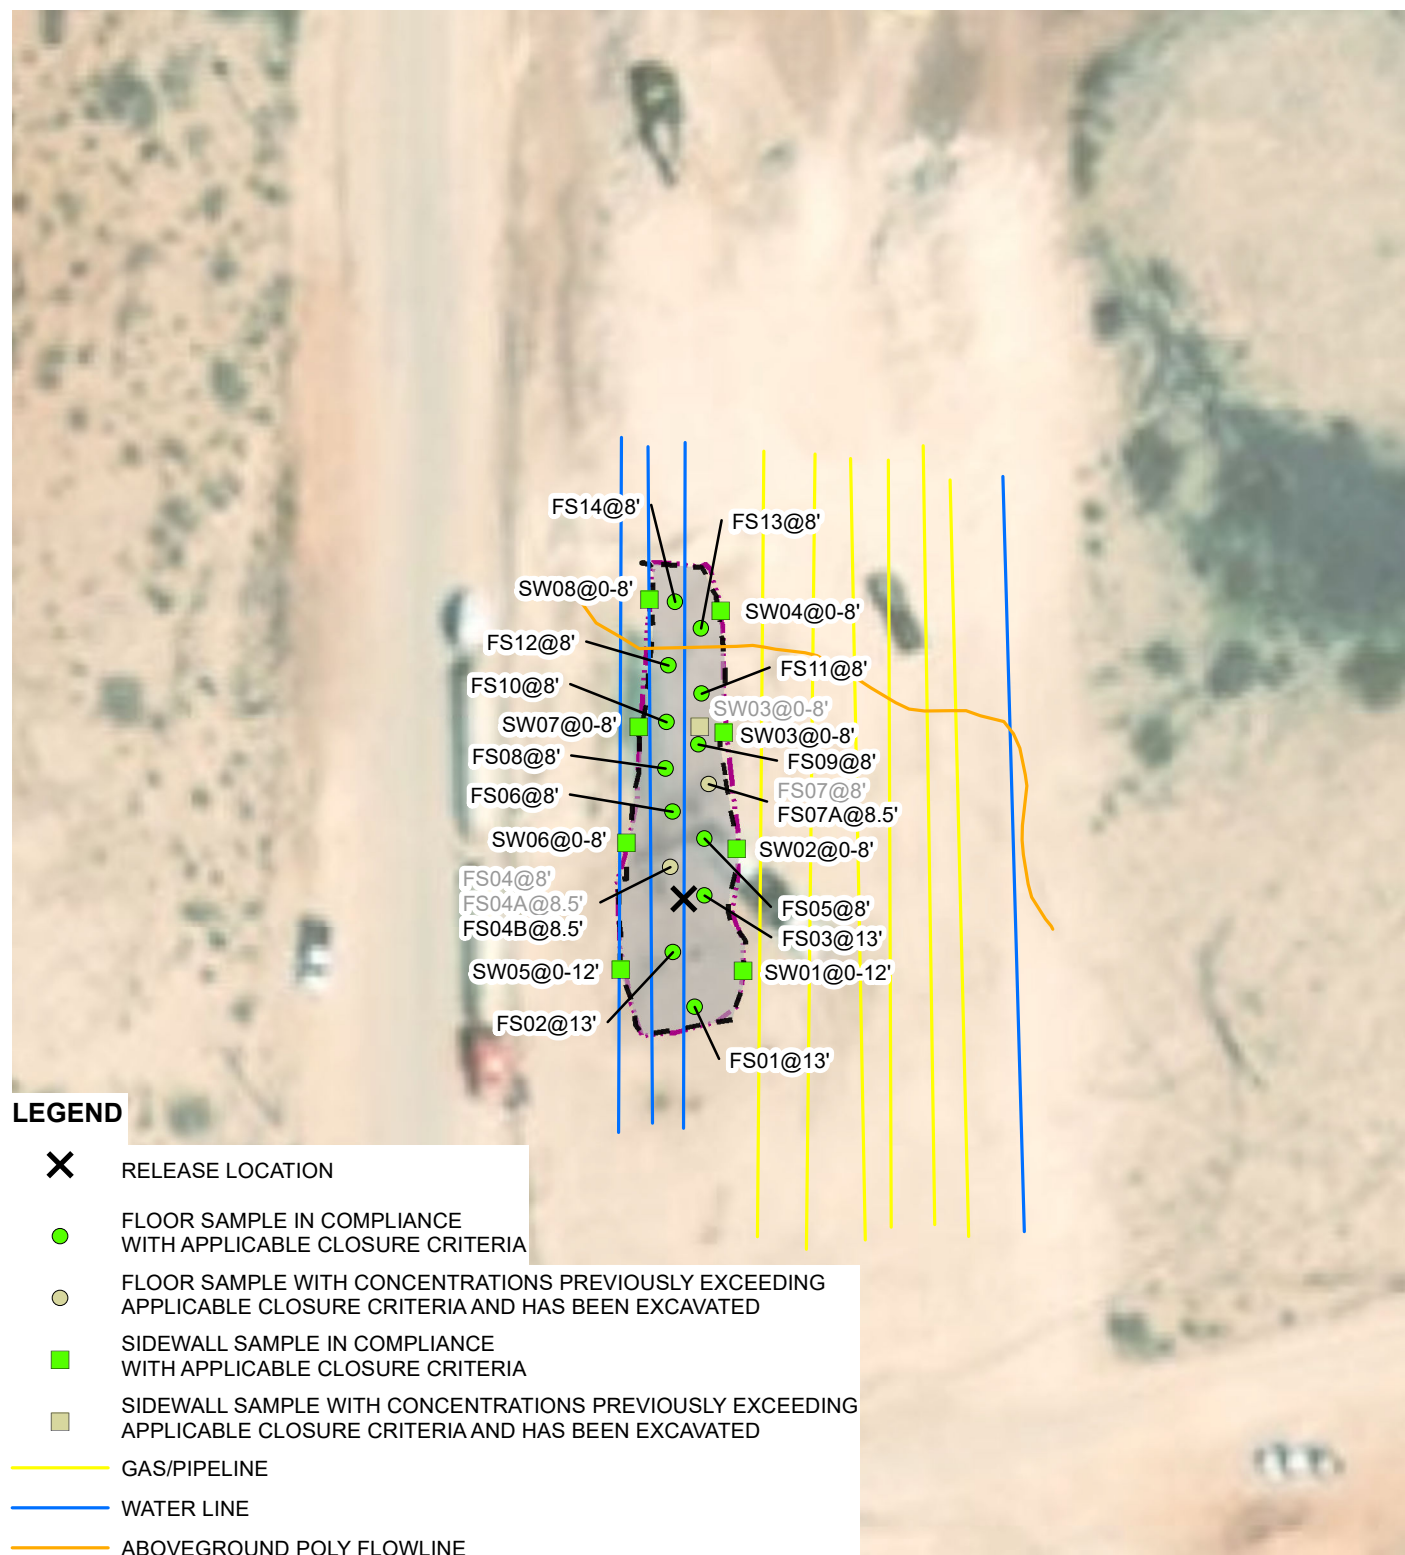 FS14@8'
FS13@8'
SW08@0-8'
SW04@0-8'
FS12@8'
FS11@8'
FS10@8'
SW03@0-8'
SW07@0-8'
SW03@0-8'
FS08@8'
FS09@8'
FS07@8'
FS06@8'
FS07A@8.5'
SW06@0-8'
SW02@0-8'
FS04@8'
FS04A@8.5'
FS04B@8.5'
FS05@8'
FS03@13'
SW05@0-12'
SW01@0-12'
FS02@13'
FS01@13'
LEGEND
RELEASE LOCATION
FLOOR SAMPLE IN COMPLIANCE
WITH APPLICABLE CLOSURE CRITERIA
FLOOR SAMPLE WITH CONCENTRATIONS PREVIOUSLY EXCEEDING
APPLICABLE CLOSURE CRITERIA AND HAS BEEN EXCAVATED
SIDEWALL SAMPLE IN COMPLIANCE
WITH APPLICABLE CLOSURE CRITERIA
SIDEWALL SAMPLE WITH CONCENTRATIONS PREVIOUSLY EXCEEDING
APPLICABLE CLOSURE CRITERIA AND HAS BEEN EXCAVATED
GAS/PIPELINE
WATER LINE
ABOVEGROUND POLY FLOWLINE